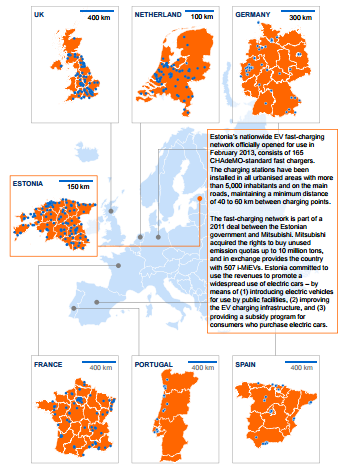 UK
400 km
NETHERLAND
100 km
GERMANY
300 km
ESTONIA
150 km
Estonia's nationwide EV fast-charging
network officially opened for use in
February 2013, consists of 165
CHAdeMO-standard fast chargers.
The charging stations have been
installed in all urbanised areas with more
than 5,000 inhabitants and on the main
roads, maintaining a minimum distance
of 40 to 60 km between charging points.
The fast-charging network is part of a
2011 deal between the Estonian
government and Mitsubishi. Mitsubishi
acquired the rights to buy unused
emission quotas up to 10 million tons,
and in exchange provides the country
with 507 i-MiEVs. Estonia committed to
use the revenues to promote a
widespread use of electric cars – by
means of (1) introducing electric vehicles
for use by public facilities, (2) improving
the EV charging infrastructure, and (3)
providing a subsidy program for
consumers who purchase electric cars.
FRANCE
400 km
PORTUGAL
400 km
SPAIN
400 km